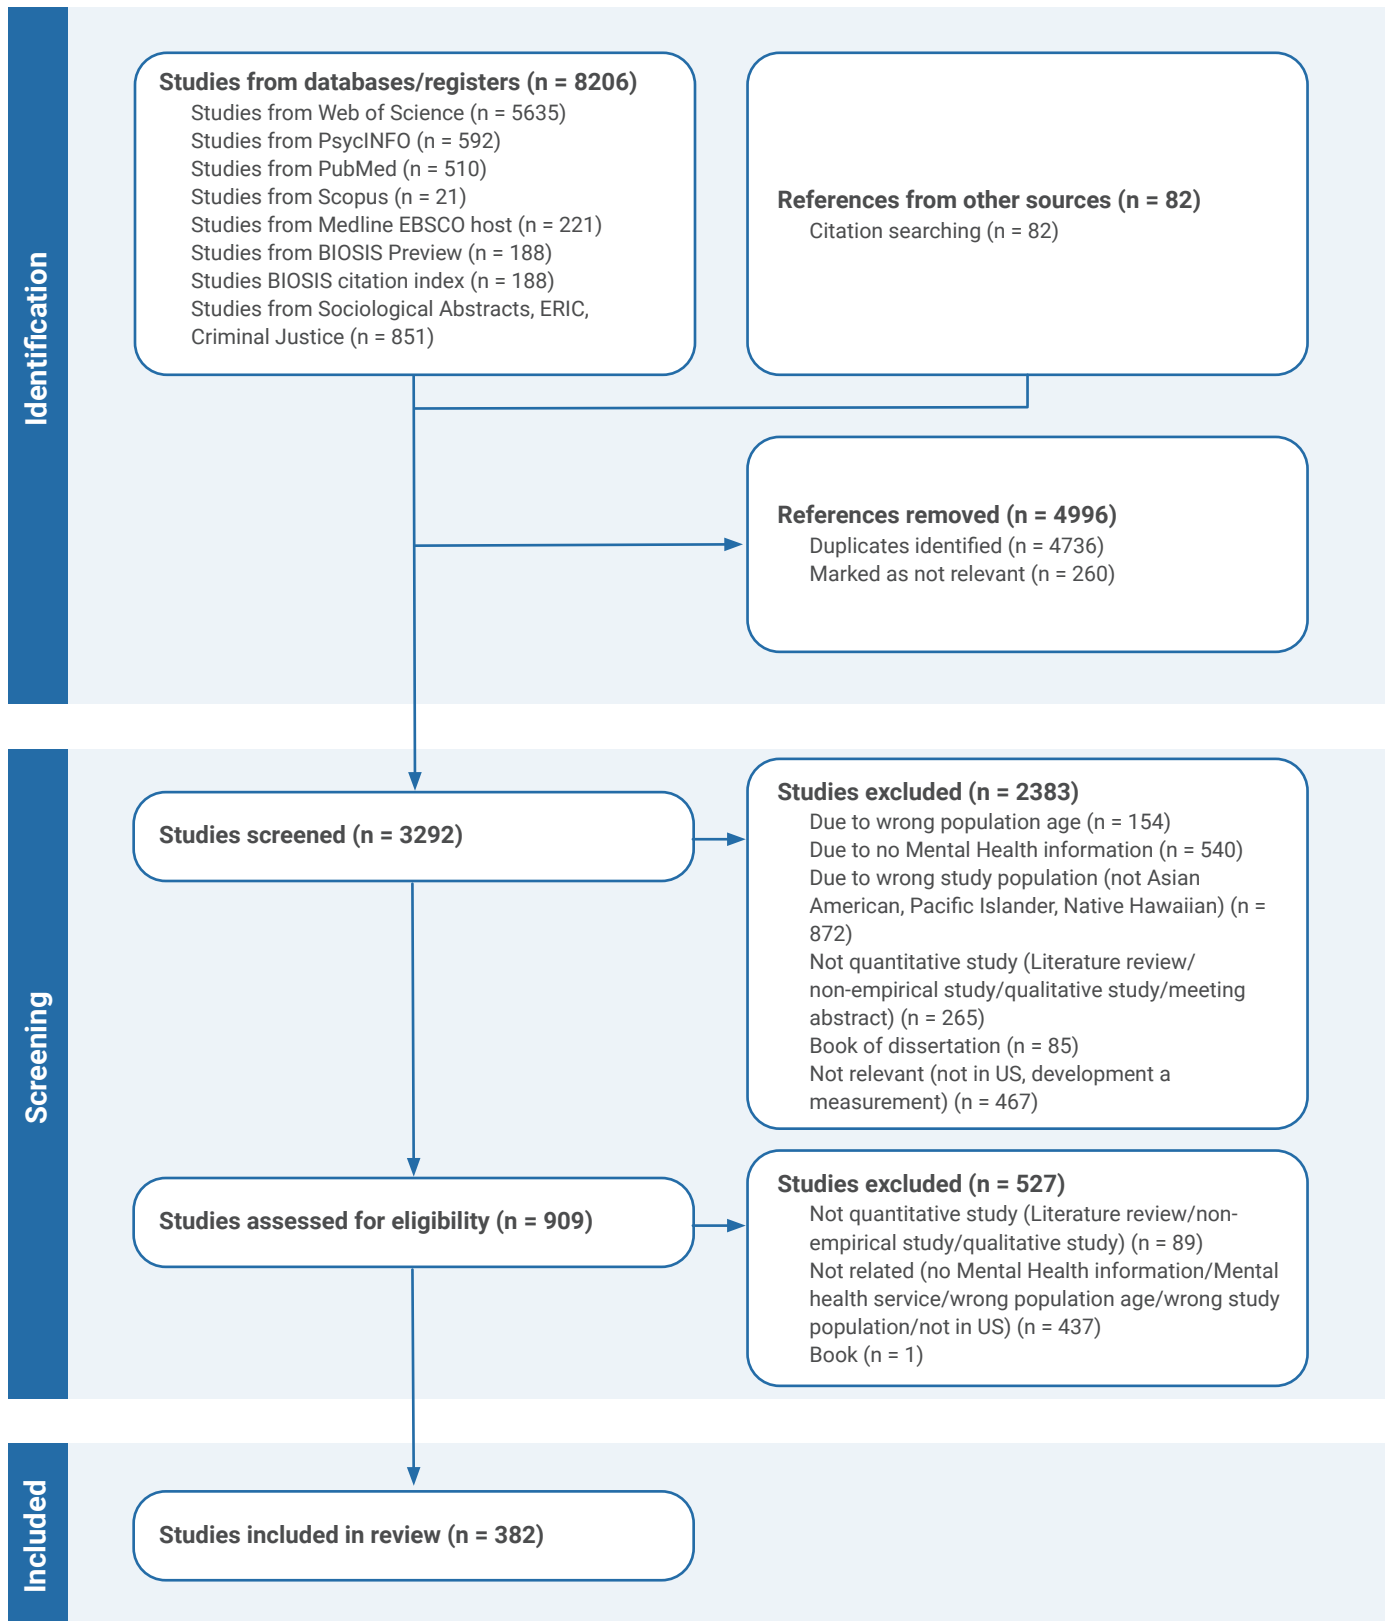 Identification
Studies from databases/registers (n = 8206)
Studies from Web of Science (n = 5635)
Studies from PsycINFO (n = 592)
Studies from PubMed (n = 510)
Studies from Scopus (n = 21)
Studies from Medline EBSCO host (n = 221)
Studies from BIOSIS Preview (n = 188)
Studies BIOSIS citation index (n = 188)
Studies from Sociological Abstracts, ERIC,
Criminal Justice (n = 851)
References from other sources (n = 82)
Citation searching (n = 82)
References removed (n = 4996)
Duplicates identified (n = 4736)
Marked as not relevant (n = 260)
Screening
Studies screened (n = 3292)
Studies excluded (n = 2383)
Due to wrong population age (n = 154)
Due to no Mental Health information (n = 540)
Due to wrong study population (not Asian
American, Pacific Islander, Native Hawaiian) (n =
872)
Not quantitative study (Literature review/
non-empirical study/qualitative study/meeting
abstract) (n = 265)
Book of dissertation (n = 85)
Not relevant (not in US, development a
measurement) (n = 467)
Studies assessed for eligibility (n = 909)
Studies excluded (n = 527)
Not quantitative study (Literature review/non-
empirical study/qualitative study) (n = 89)
Not related (no Mental Health information/Mental
health service/wrong population age/wrong study
population/not in US) (n = 437)
Book (n = 1)
Included
Studies included in review (n = 382)